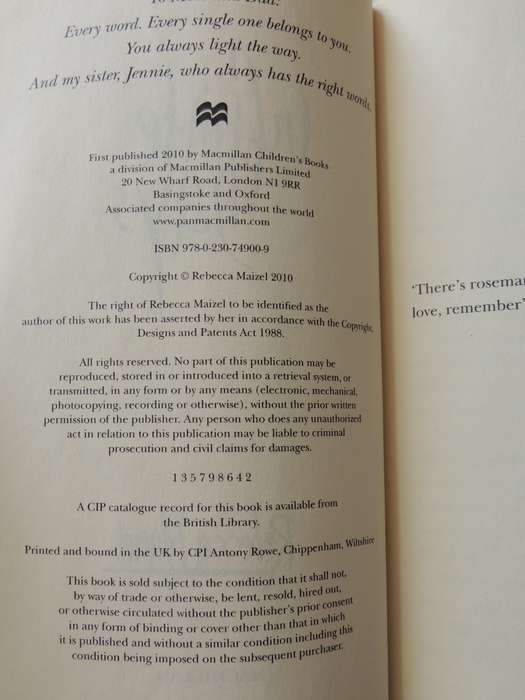 Every word. Every single one belongs to you.
You always light the way.
And my sister, Jennie, who always has the right words.
First published 2010 by Macmillan Children's Books
a division of Macmillan Publishers Limited
20 New Wharf Road, London N1 9RR
Basingstoke and Oxford
Associated companies throughout the world
www.panmacmillan.com
ISBN 978-0-230-74900-9
Copyright © Rebecca Maizel 2010
The right of Rebecca Maizel to be identified as the
author of this work has been asserted by her in accordance with the Copyright,
Designs and Patents Act 1988.
All rights reserved. No part of this publication may be
reproduced, stored in or introduced into a retrieval system, or
transmitted, in any form or by any means (electronic, mechanical,
photocopying, recording or otherwise), without the prior written
permission of the publisher. Any person who does any unauthorized
act in relation to this publication may be liable to criminal
prosecution and civil claims for damages.
1 3 5 7 9 8 6 4 2
A CIP catalogue record for this book is available from
the British Library.
Printed and bound in the UK by CPI Antony Rowe, Chippenham, Wiltshire
This book is sold subject to the condition that it shall not,
by way of trade or otherwise, be lent, resold, hired out,
or otherwise circulated without the publisher's prior consent
in any form of binding or cover other than that in which
it is published and without a similar condition including this
condition being imposed on the subsequent purchaser.
'There's rosemar
love, remember'